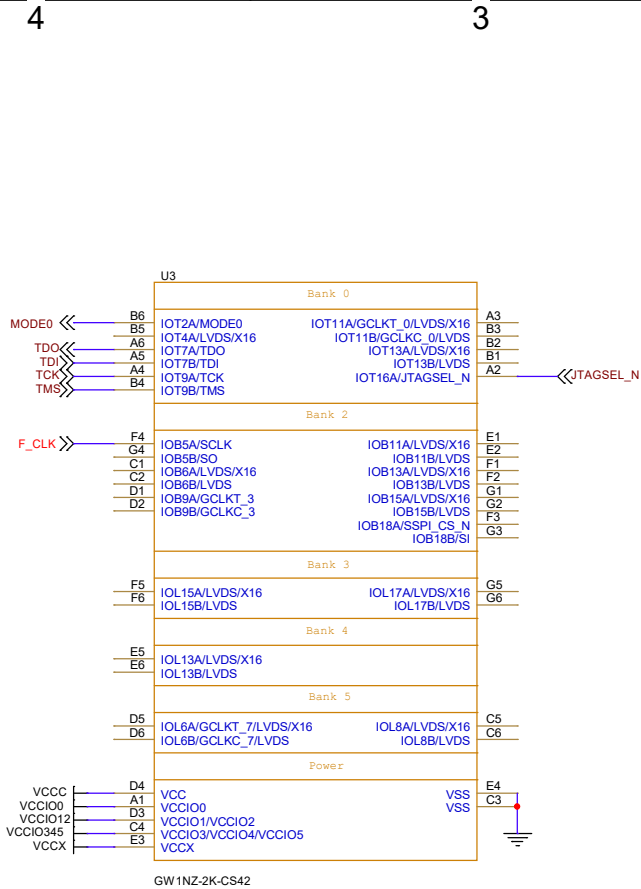 4 3
U3
Bank 0
MODE0 B6 IOT2A/MODE0 IOT11A/GCLKT_0/LVDS/X16 A3
B5 IOT4A/LVDS/X16 IOT11B/GCLKC_0/LVDS B3
TDO A6 IOT7A/TDO IOT13A/LVDS/X16 B2
TDI A5 IOT7B/TDI IOT13B/LVDS B1
TCK A4 IOT9A/TCK IOT16A/JTAGSEL_N A2 JTAGSEL_N
TMS B4 IOT9B/TMS
Bank 2
F_CLK F4 IOB5A/SCLK IOB11A/LVDS/X16 E1
G4 IOB5B/SO IOB11B/LVDS E2
C1 IOB6A/LVDS/X16 IOB13A/LVDS/X16 F1
C2 IOB6B/LVDS IOB13B/LVDS F2
D1 IOB9A/GCLKT_3 IOB15A/LVDS/X16 G1
D2 IOB9B/GCLKC_3 IOB15B/LVDS G2
IOB18A/SSPI_CS_N F3
IOB18B/SI G3
Bank 3
F5 IOL15A/LVDS/X16 IOL17A/LVDS/X16 G5
F6 IOL15B/LVDS IOL17B/LVDS G6
Bank 4
E5 IOL13A/LVDS/X16
E6 IOL13B/LVDS
Bank 5
D5 IOL6A/GCLKT_7/LVDS/X16 IOL8A/LVDS/X16 C5
D6 IOL6B/GCLKC_7/LVDS IOL8B/LVDS C6
Power
VCCC D4 VCC VSS E4
VCCIO0 A1 VCCIO0 VSS C3
VCCIO12 D3 VCCIO1/VCCIO2
VCCIO345 C4 VCCIO3/VCCIO4/VCCIO5
VCCX E3 VCCX
GW1NZ-2K-CS42